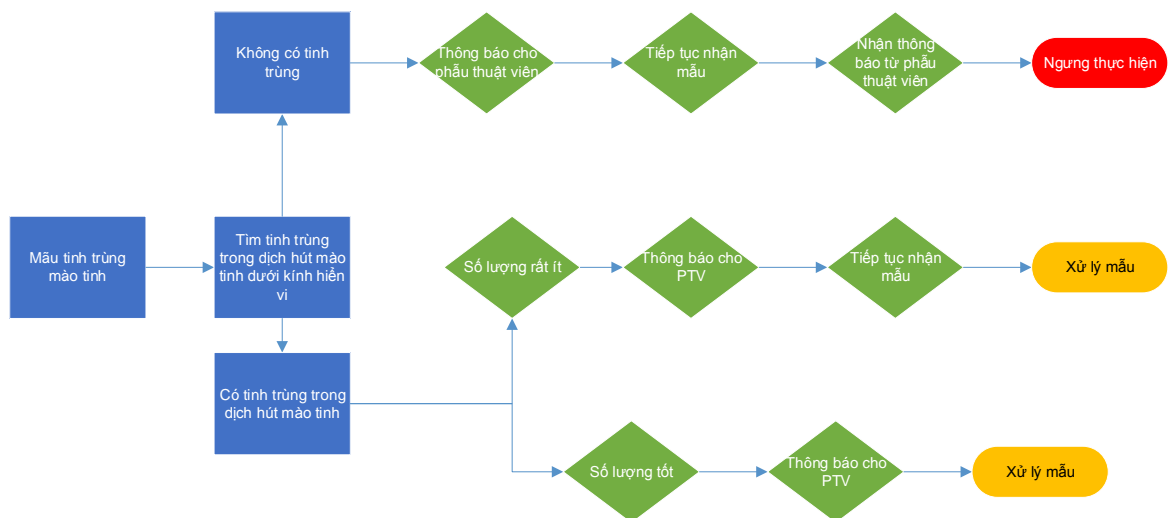 Không có tinh
trùng
Thông báo cho
phẫu thuật viên
Tiếp tục nhận
mẫu
Nhận thông
báo từ phẫu
thuật viên
Ngưng thực hiện
Mãu tinh trùng
mào tinh
Tìm tinh trùng
trong dịch hút mào
tinh dưới kính hiển
vi
Số lượng rất ít
Thông báo cho
PTV
Tiếp tục nhận
mẫu
Xử lý mẫu
Có tinh trùng trong
dịch hút mào tinh
Số lượng tốt
Thông báo cho
PTV
Xử lý mẫu